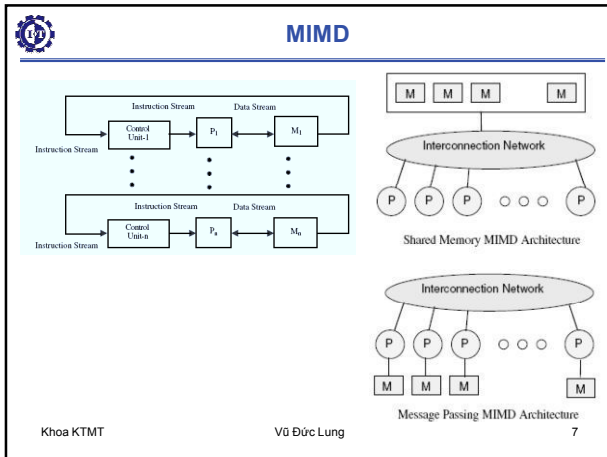 MIMD
Instruction Stream Data Stream
Control Unit-1 P1 M1
Instruction Stream
Instruction Stream Data Stream
Control Unit-n Pn Mn
Instruction Stream
M M M M
Interconnection Network
P P P P
Shared Memory MIMD Architecture
Interconnection Network
P P P P
M M M M
Message Passing MIMD Architecture
Khoa KTMT Vũ Đức Lung 7